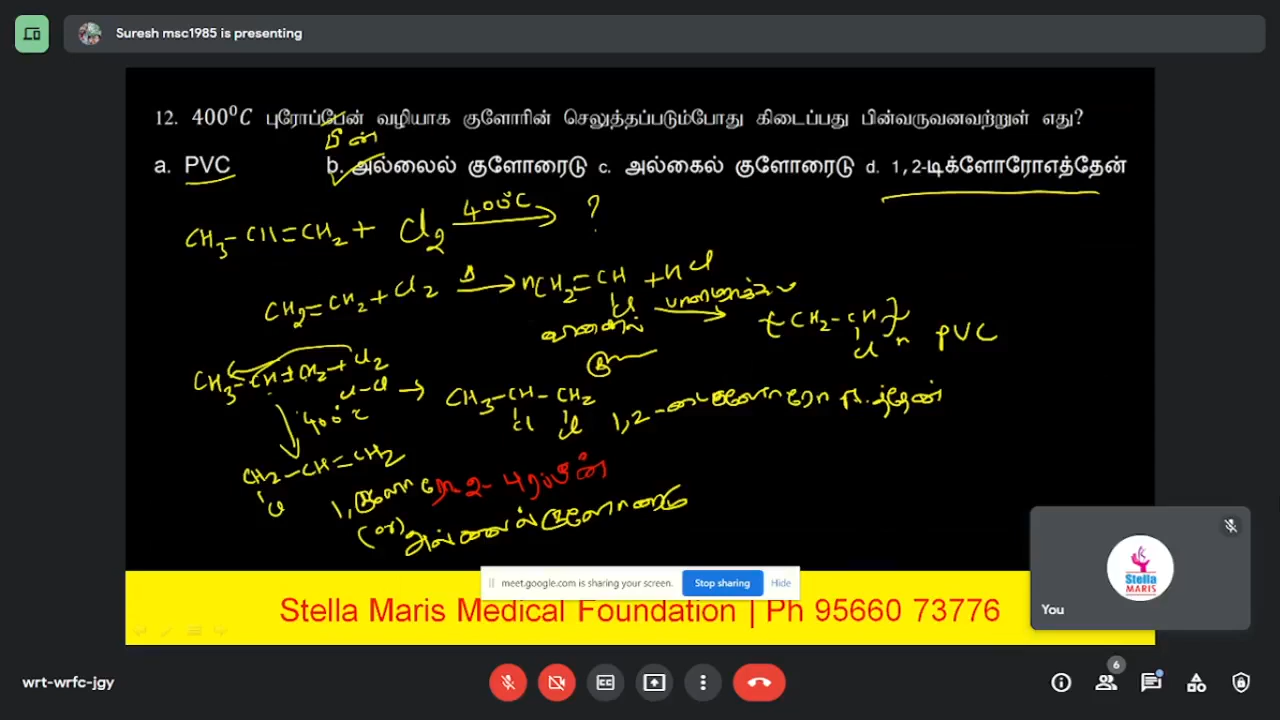 Suresh msc1985 is presenting
12. 400⁰C புரோப்பேன் வழியாக குளோரின் செலுத்தப்படும்போது கிடைப்பது பின்வருவனவற்றுள் எது?
பீன்
a. PVC b. அல்லைல் குளோரைடு c. அல்கைல் குளோரைடு d. 1,2-டிக்ளோரோஎத்தேன்
CH₃-CH=CH₂ + Cl₂ 400°C → ?
CH₂=CH₂ + Cl₂ Δ → nCH₂=CH + HCl
Cl
CH₂-CH n
Cl PVC
CH₃-CH=CH₂ + Cl₂
Cl-Cl → CH₃-CH-CH₂
Cl Cl 1,2-
400°C
CH₂-CH=CH₂
Cl
(or) அல்லைல் குளோரைடு
meet.google.com is sharing your screen. Stop sharing Hide
Stella Maris Medical Foundation | Ph 95660 73776
Stella
MARIS
You
wrt-wrfc-jgy
6